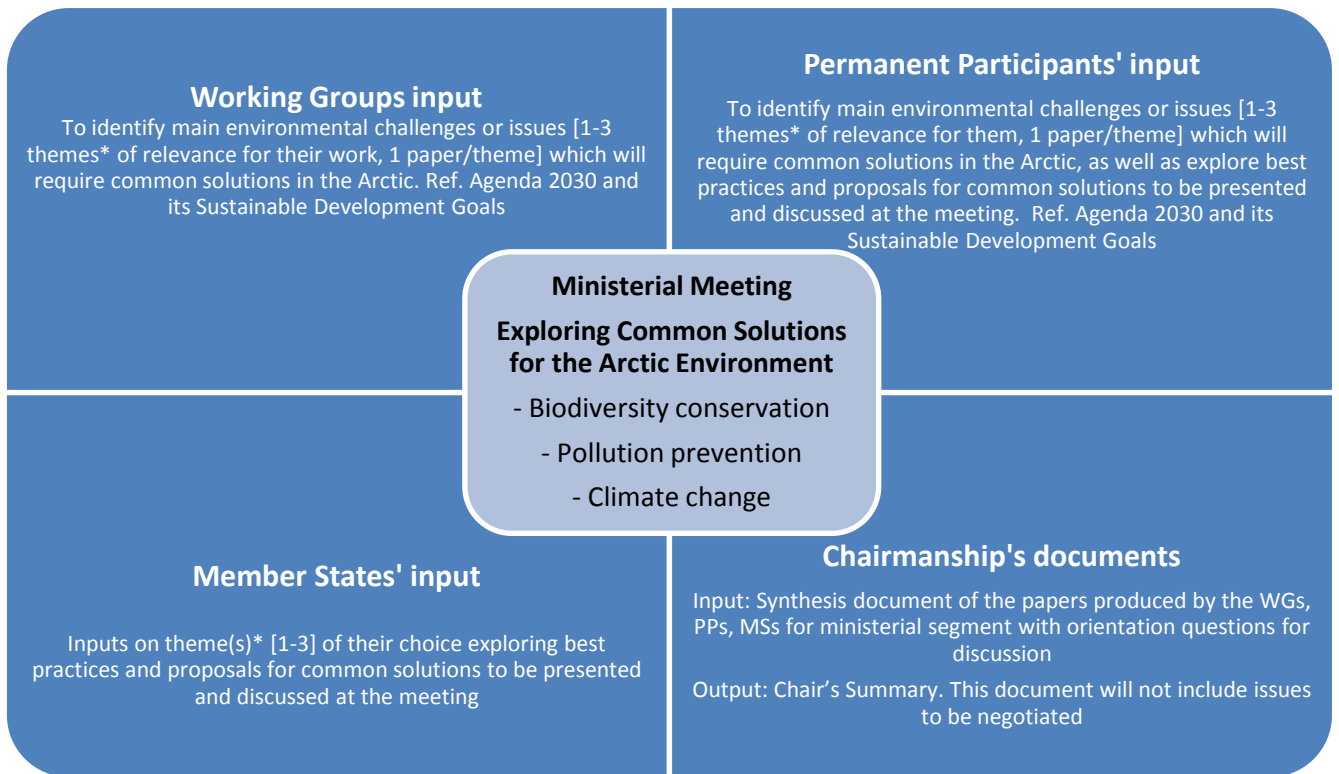 Working Groups input
To identify main environmental challenges or issues [1-3
themes* of relevance for their work, 1 paper/theme] which will
require common solutions in the Arctic. Ref. Agenda 2030 and
its Sustainable Development Goals
Permanent Participants' input
To identify main environmental challenges or issues [1-3
themes* of relevance for them, 1 paper/theme] which will
require common solutions in the Arctic, as well as explore best
practices and proposals for common solutions to be presented
and discussed at the meeting.  Ref. Agenda 2030 and its
Sustainable Development Goals
Ministerial Meeting
Exploring Common Solutions
for the Arctic Environment
- Biodiversity conservation
- Pollution prevention
- Climate change
Member States' input
Inputs on theme(s)* [1-3] of their choice exploring best
practices and proposals for common solutions to be presented
and discussed at the meeting
Chairmanship's documents
Input: Synthesis document of the papers produced by the WGs,
PPs, MSs for ministerial segment with orientation questions for
discussion
Output: Chair’s Summary. This document will not include issues
to be negotiated